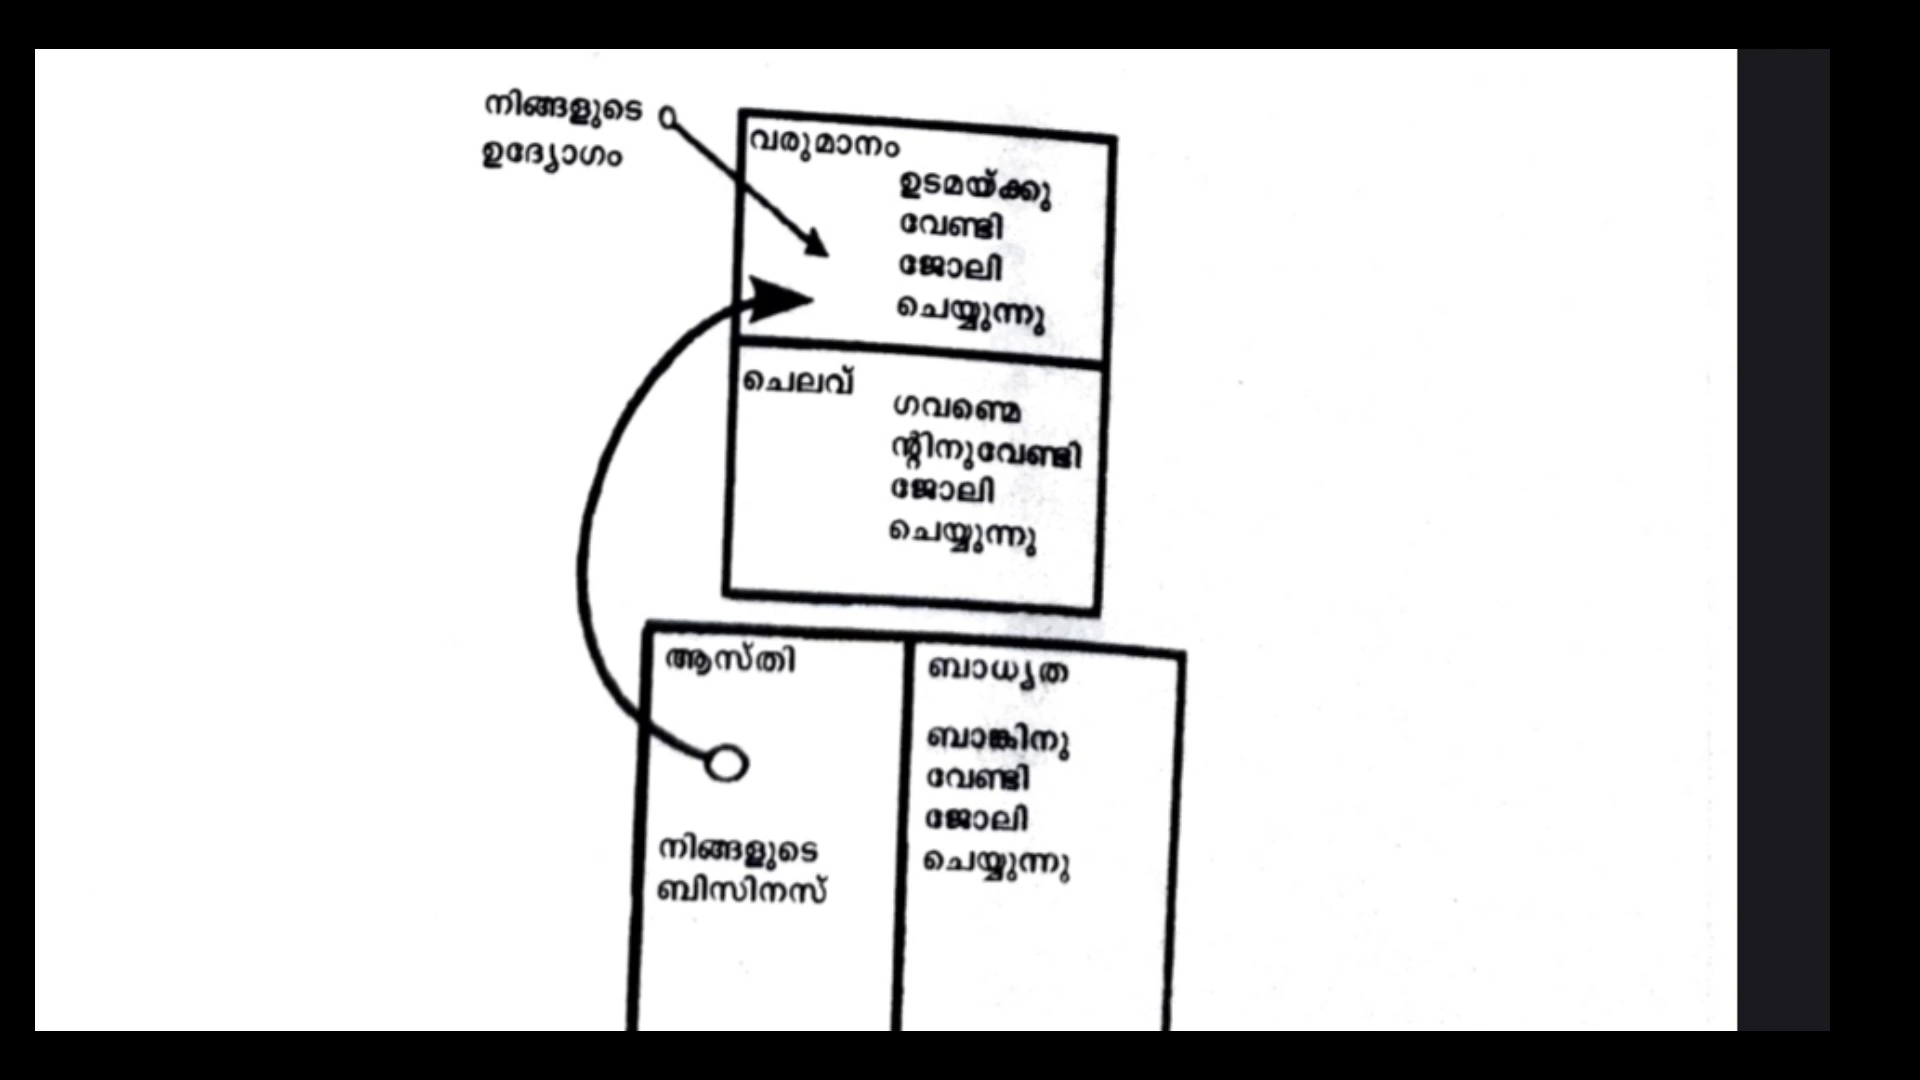 നിങ്ങളുടെ
ഉദ്യോഗം
വരുമാനം
ഉടമയ്ക്കു
വേണ്ടി
ജോലി
ചെയ്യുന്നു
ചെലവ്
ഗവണ്മെ
ന്റിനുവേണ്ടി
ജോലി
ചെയ്യുന്നു
ആസ്തി
നിങ്ങളുടെ
ബിസിനസ്
ബാധ്യത
ബാങ്കിനു
വേണ്ടി
ജോലി
ചെയ്യുന്നു